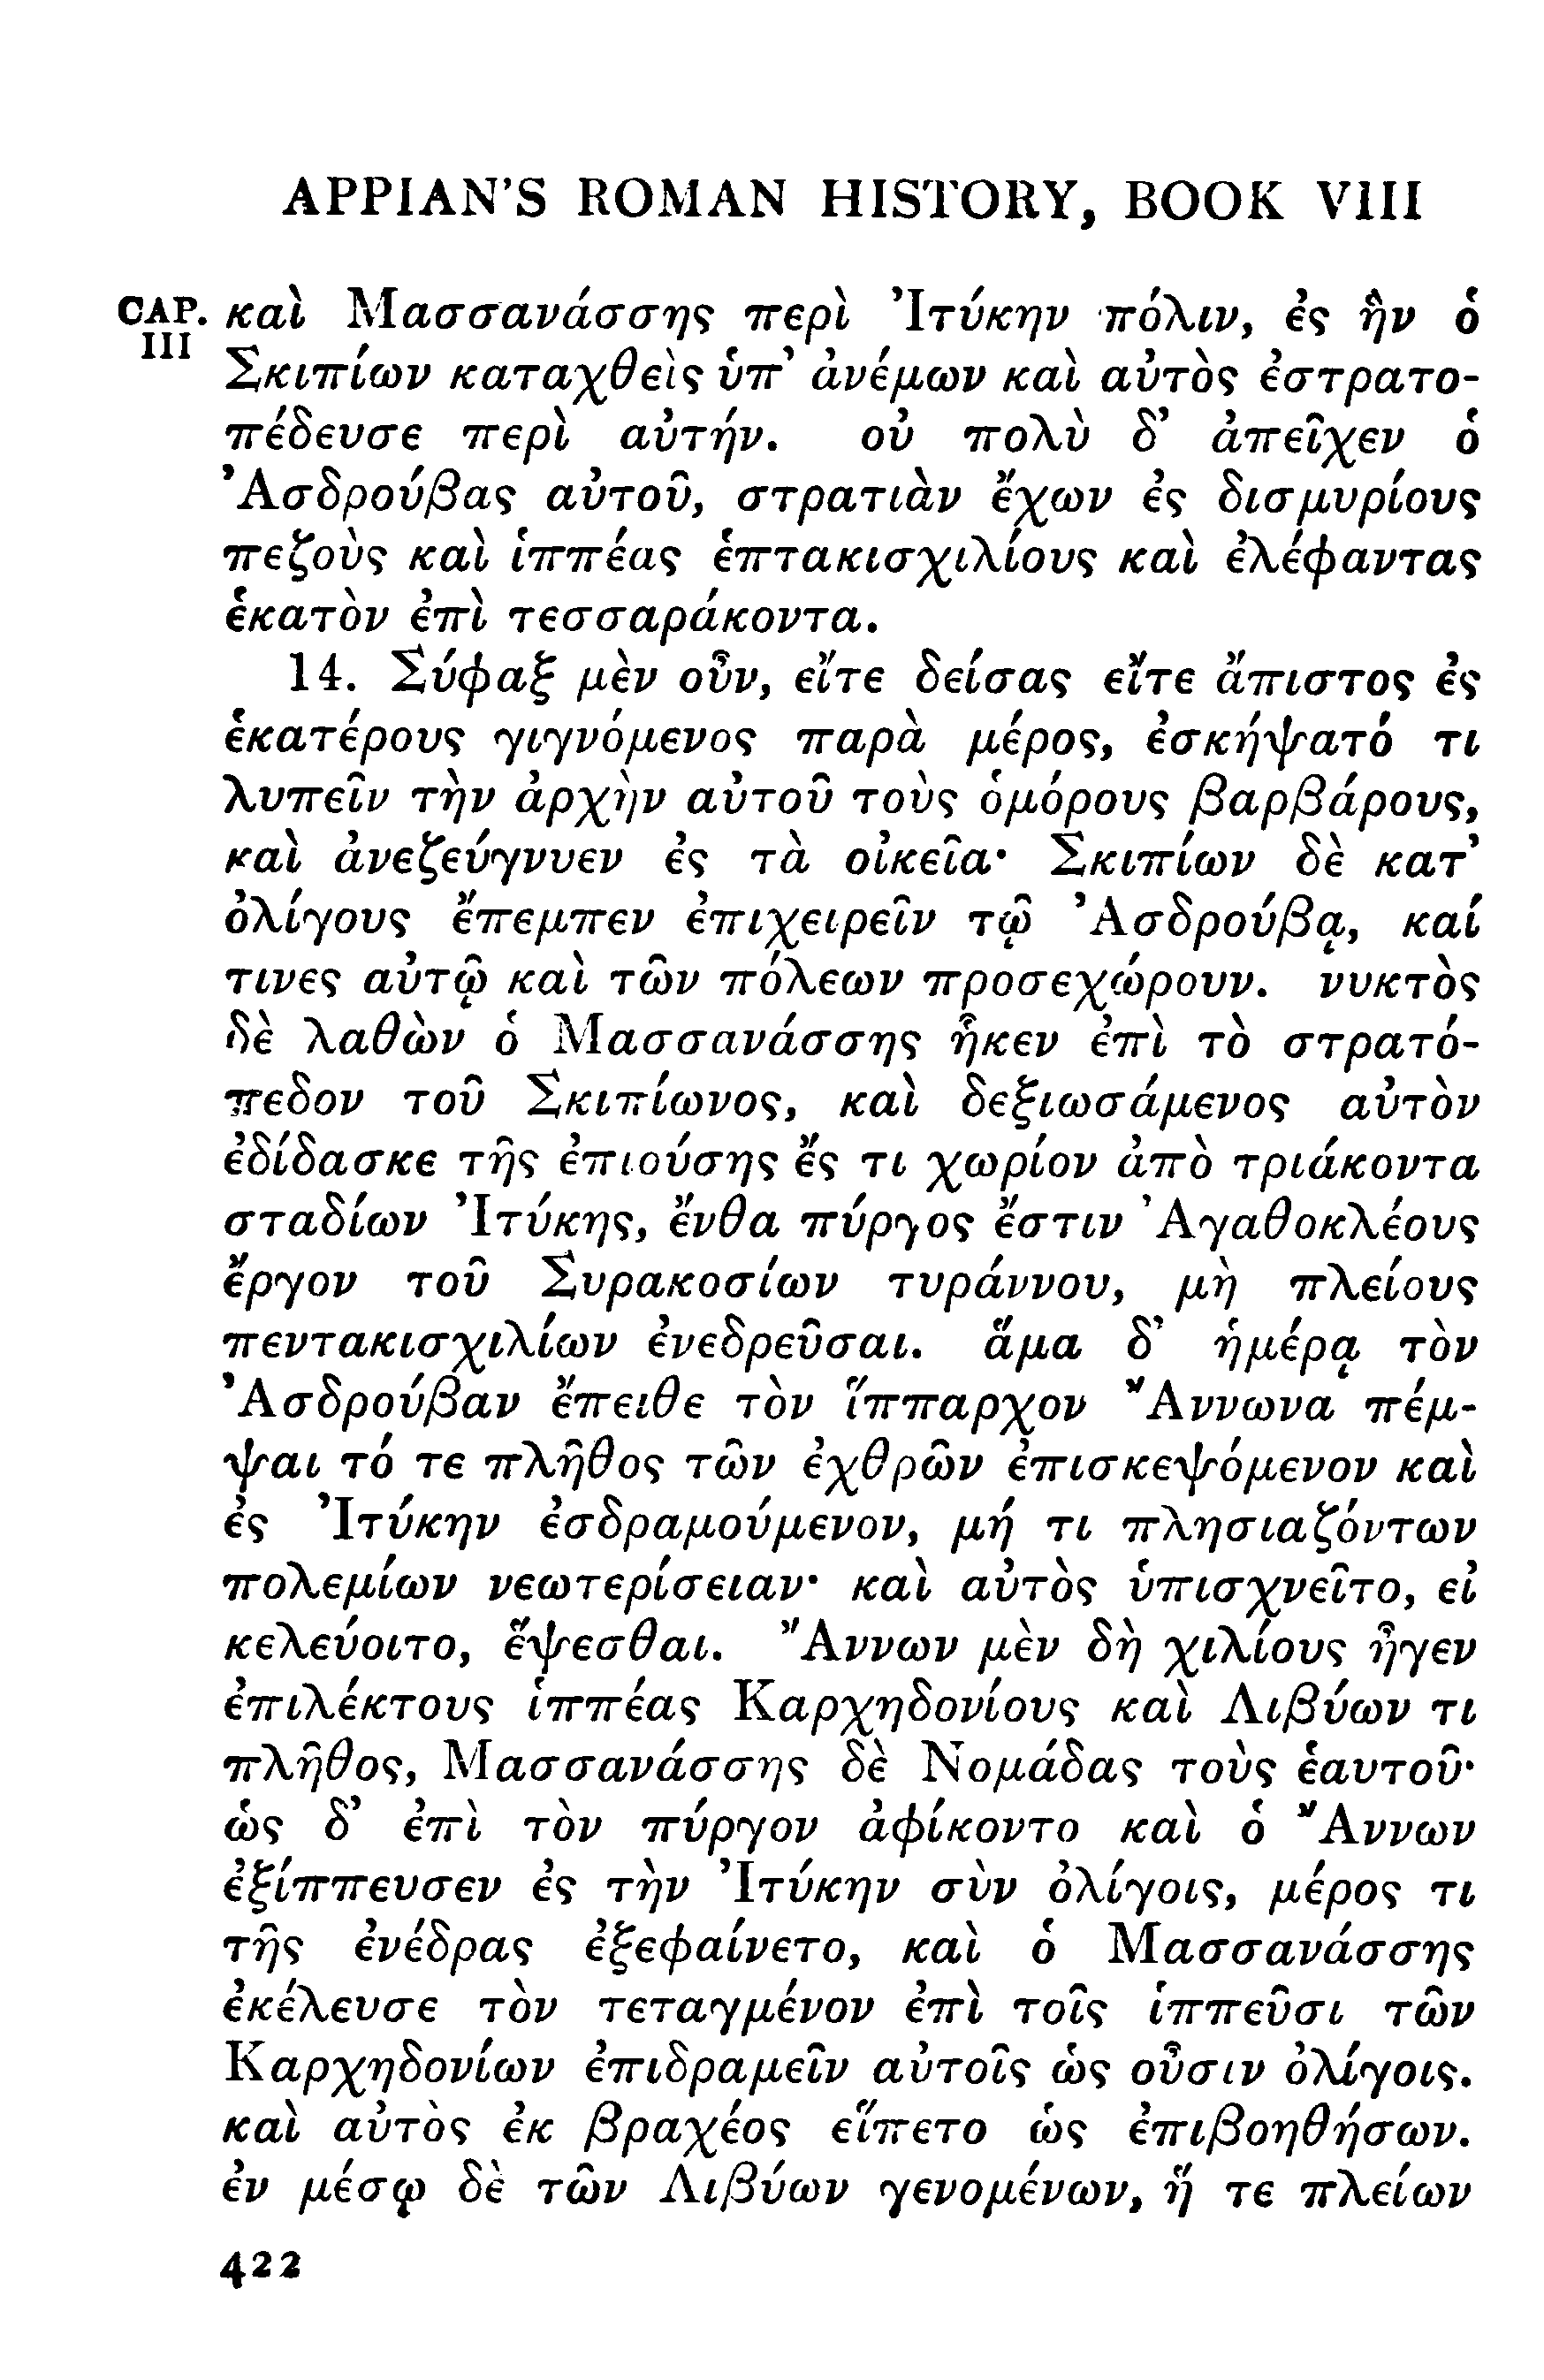 APPIAN'S ROMAN HISTORY, BOOK VIII
CAP. III
καὶ Μασσανάσσης περὶ Ἰτύκην πόλιν, ἐς ἣν ὁ
Σκιπίων καταχθεὶς ὑπ’ ἀνέμων καὶ αὐτὸς ἐστρατο-
πέδευσε περὶ αὐτήν. οὐ πολὺ δ’ ἀπεῖχεν ὁ
Ἀσδρούβας αὐτοῦ, στρατιὰν ἔχων ἐς δισμυρίους
πεζοὺς καὶ ἱππέας ἑπτακισχιλίους καὶ ἐλέφαντας
ἑκατὸν ἐπὶ τεσσαράκοντα.
14. Σύφαξ μὲν οὖν, εἴτε δείσας εἴτε ἄπιστος ἐς
ἑκατέρους γιγνόμενος παρὰ μέρος, ἐσκήψατό τι
λυπεῖν τὴν ἀρχὴν αὐτοῦ τοὺς ὁμόρους βαρβάρους,
καὶ ἀνεζεύγνυεν ἐς τὰ οἰκεῖα· Σκιπίων δὲ κατ’
ὀλίγους ἔπεμπεν ἐπιχειρεῖν τῷ Ἀσδρούβᾳ, καί
τινες αὐτῷ καὶ τῶν πόλεων προσεχώρουν. νυκτὸς
δὲ λαθὼν ὁ Μασσανάσσης ἧκεν ἐπὶ τὸ στρατό-
πεδον τοῦ Σκιπίωνος, καὶ δεξιωσάμενος αὐτὸν
ἐδίδασκε τῆς ἐπιούσης ἔς τι χωρίον ἀπὸ τριάκοντα
σταδίων Ἰτύκης, ἔνθα πύργος ἔστιν Ἀγαθοκλέους
ἔργον τοῦ Συρακοσίων τυράννου, μὴ πλείους
πεντακισχιλίων ἐνεδρεῦσαι. ἅμα δ’ ἡμέρᾳ τὸν
Ἀσδρούβαν ἔπειθε τὸν ἵππαρχον Ἄννωνα πέμ-
ψαι τό τε πλῆθος τῶν ἐχθρῶν ἐπισκεψόμενον καὶ
ἐς Ἰτύκην ἐσδραμούμενον, μή τι πλησιαζόντων
πολεμίων νεωτερίσειαν· καὶ αὐτὸς ὑπισχνεῖτο, εἰ
κελεύοιτο, ἕψεσθαι. Ἄννων μὲν δὴ χιλίους ἦγεν
ἐπιλέκτους ἱππέας Καρχηδονίους καὶ Λιβύων τι
πλῆθος, Μασσανάσσης δὲ Νομάδας τοὺς ἑαυτοῦ·
ὡς δ’ ἐπὶ τὸν πύργον ἀφίκοντο καὶ ὁ Ἄννων
ἐξίππευσεν ἐς τὴν Ἰτύκην σὺν ὀλίγοις, μέρος τι
τῆς ἐνέδρας ἐξεφαίνετο, καὶ ὁ Μασσανάσσης
ἐκέλευσε τὸν τεταγμένον ἐπὶ τοῖς ἱππεῦσι τῶν
Καρχηδονίων ἐπιδραμεῖν αὐτοῖς ὡς οὖσιν ὀλίγοις.
καὶ αὐτὸς ἐκ βραχέος εἵπετο ὡς ἐπιβοηθήσων.
ἐν μέσῳ δὲ τῶν Λιβύων γενομένων, ἥ τε πλείων
422